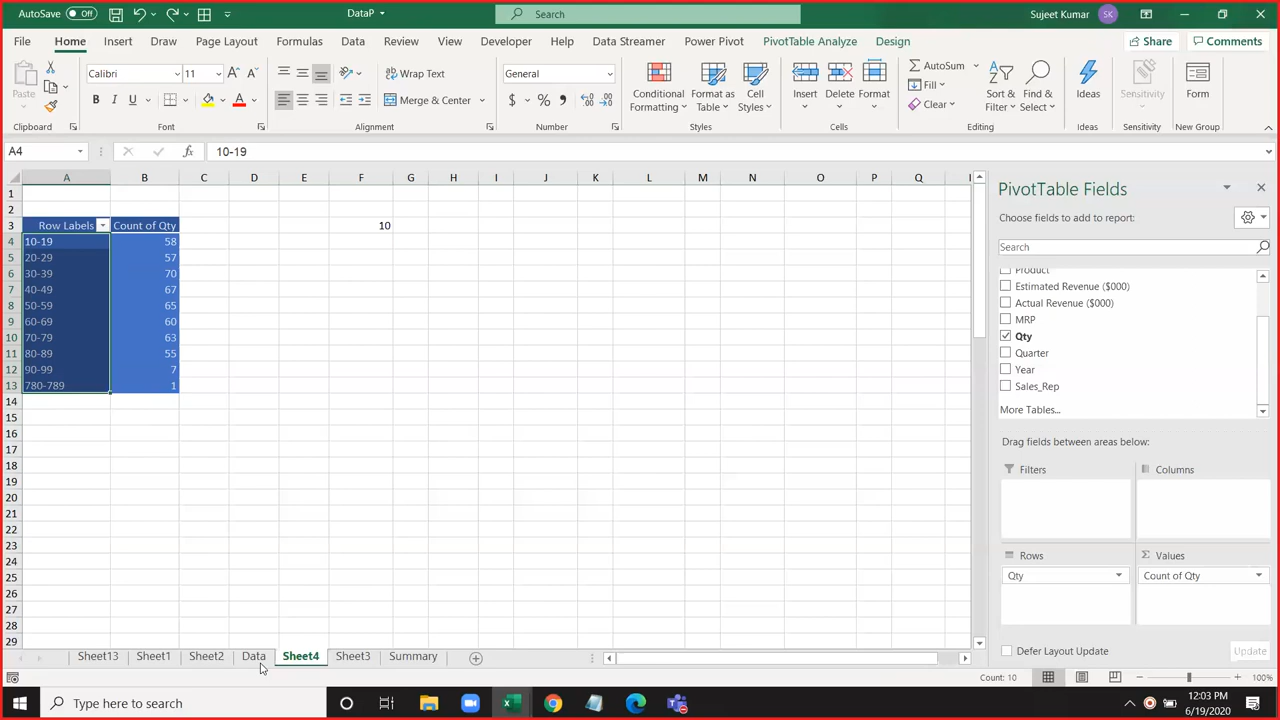 AutoSave Off DataP Search Sujeet Kumar SK
File Home Insert Draw Page Layout Formulas Data Review View Developer Help Data Streamer Power Pivot PivotTable Analyze Design Share Comments
Paste Calibri 11 Wrap Text General Conditional Formatting Format as Table Cell Styles Insert Delete Format AutoSum Fill Clear Sort & Filter Find & Select Ideas Sensitivity Form
B I U Merge & Center $ %
Clipboard Font Alignment Number Styles Cells Editing Ideas Sensitivity New Group
A4 fx 10-19
A B C D E F G H I J K L M N O P Q
1
2
3 Row Labels Count of Qty 10
4 10-19 58
5 20-29 57
6 30-39 70
7 40-49 67
8 50-59 65
9 60-69 60
10 70-79 63
11 80-89 55
12 90-99 7
13 780-789 1
14
15
16
17
18
19
20
21
22
23
24
25
26
27
28
29
PivotTable Fields
Choose fields to add to report:
Search
Product
Estimated Revenue ($000)
Actual Revenue ($000)
MRP
Qty
Quarter
Year
Sales_Rep
More Tables...
Drag fields between areas below:
Filters Columns
Rows Values
Qty Count of Qty
Defer Layout Update Update
Sheet13 Sheet1 Sheet2 Data Sheet4 Sheet3 Summary
Count: 10 100%
Type here to search
12:03 PM
6/19/2020